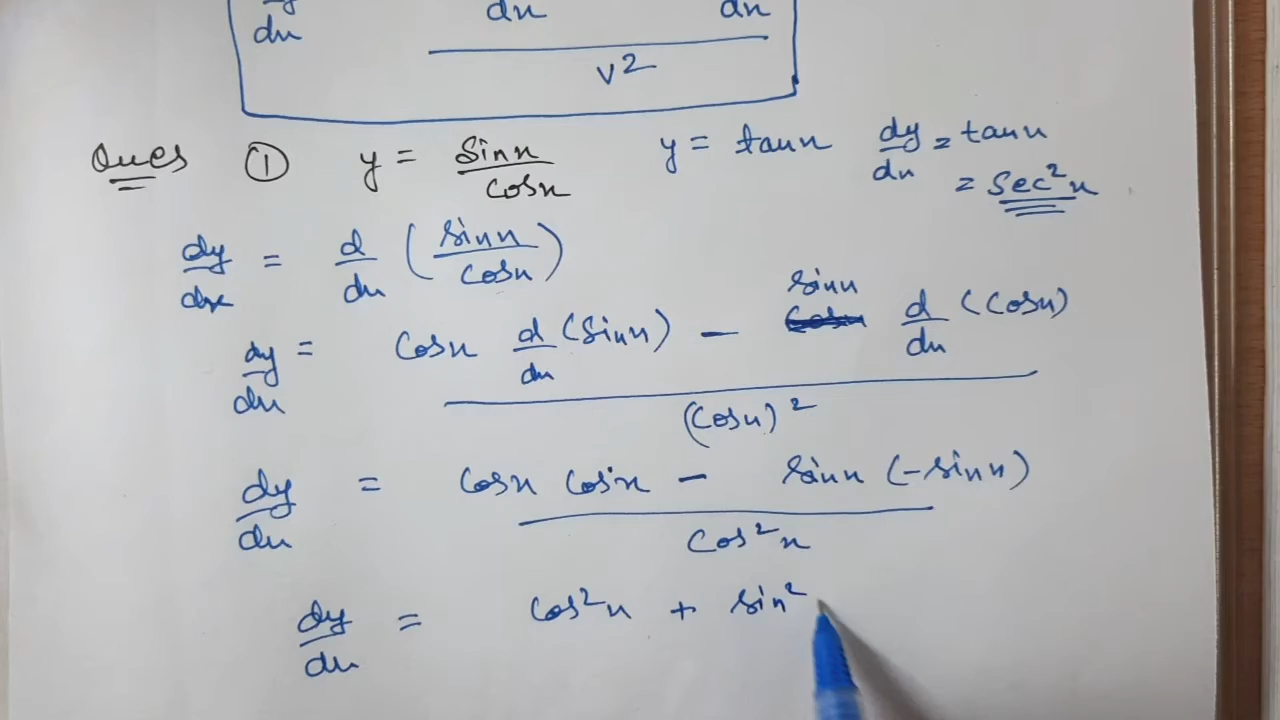 dy/dx   dx   dx
v²
Ques ① y = sinx/cosx   y = tanx   dy/dx = tanx
= sec²x
dy/dx = d/dx (sinx/cosx)
sinx
dy/dx = cosx d/dx (sinx) - d/dx (cosx)
(cosx)²
dy/dx = cosx cosx - sinx (-sinx)
cos²x
dy/dx = cos²x + sin²